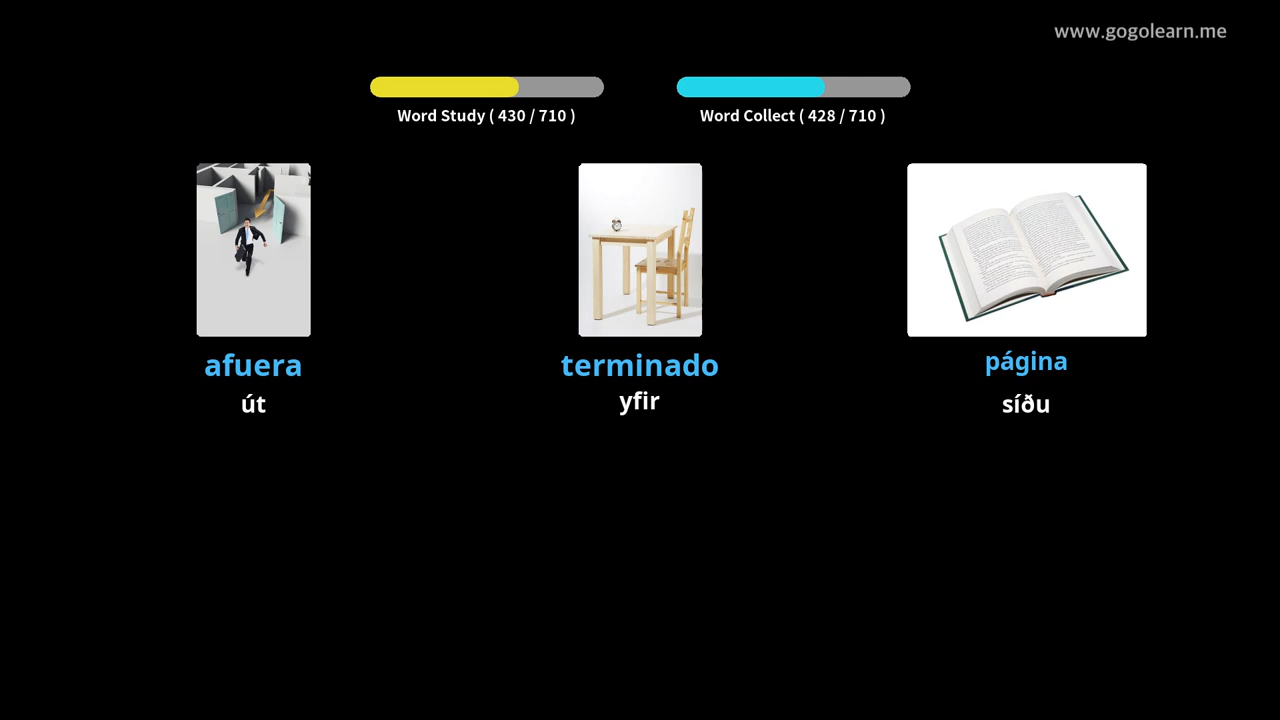 www.gogolearn.me
Word Study ( 430 / 710 )
Word Collect ( 428 / 710 )
afuera
út
terminado
yfir
página
síðu